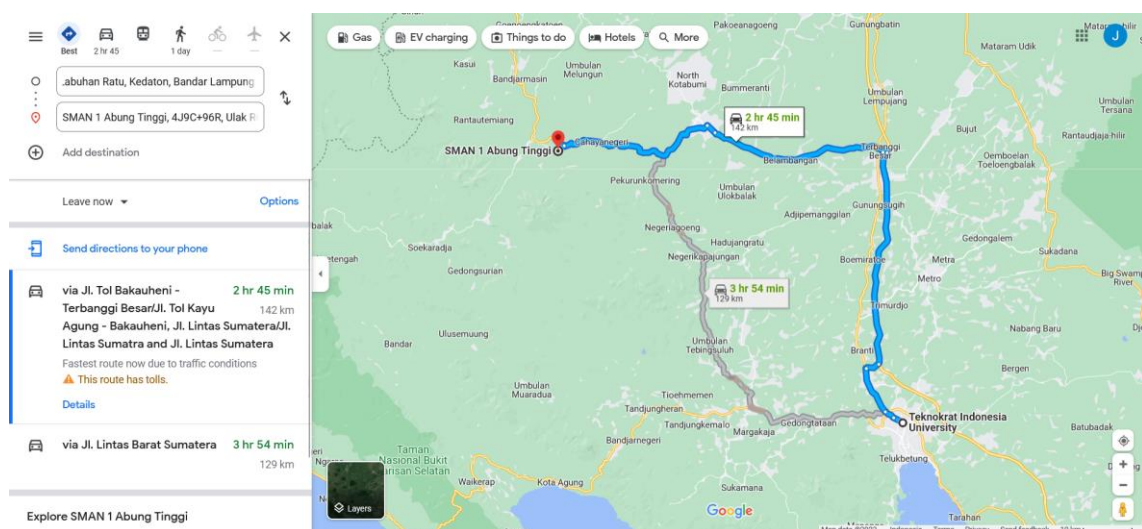 Best
2 hr 45
1 day
.abuhan Ratu, Kedaton, Bandar Lampung
SMAN 1 Abung Tinggi, 4J9C+96R, Ulak R
Add destination
Leave now
Options
Send directions to your phone
via Jl. Tol Bakauheni - Terbanggi Besar/Jl. Tol Kayu Agung - Bakauheni, Jl. Lintas Sumatera/Jl. Lintas Sumatra and Jl. Lintas Sumatera
2 hr 45 min
142 km
Fastest route now due to traffic conditions
This route has tolls.
Details
via Jl. Lintas Barat Sumatera
3 hr 54 min
129 km
Explore SMAN 1 Abung Tinggi
Gas
EV charging
Things to do
Hotels
More
J
Pakoeanagoeng
Gunungbatin
Mataram Udik
Kasui
Umbulan Melungun
Bandjarmasin
North Kotabumi
Bummeranti
Umbulan Lempujang
Umbulan Tersana
Rantautemiang
2 hr 45 min
142 km
Bujut
Rantaudjaja-hilir
SMAN 1 Abung Tinggi
Cahayanegeri
Terbanggi Besar
Belambangan
Oemboelan Toeloengbalak
Pekurunkomering
Umbulan Ulokbalak
Gunungsugih
Adjipemanggilan
Negeriagoeng
Hadujangratu
Gedongalem
Sukadana
Soekaradja
Negerikapajungan
Boemiratoe
Metra
Metro
Gedongsurian
Big Swamp River
3 hr 54 min
129 km
Trimurdjo
Nabang Baru
Ulusemuung
Bandar
Umbulan Tebingsuluh
Branti
Bergen
Umbulan Muaradua
Tioehmemen
Tandjungheran
Tandjungkemalo
Margakaja
Gedongtataan
Teknokrat Indonesia University
Batubadak
Bandjarnegeri
Telukbetung
Taman Nasional Bukit Barisan Selatan
Waikerap
Kota Agung
Sukamana
Tarahan
Layers
Google